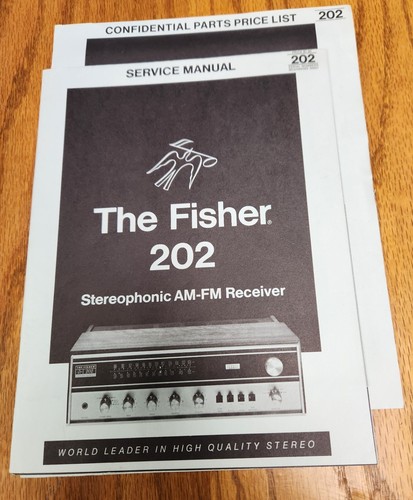 CONFIDENTIAL PARTS PRICE LIST
202
SERVICE MANUAL
202
The Fisher®
202
Stereophonic AM-FM Receiver
WORLD LEADER IN HIGH QUALITY STEREO